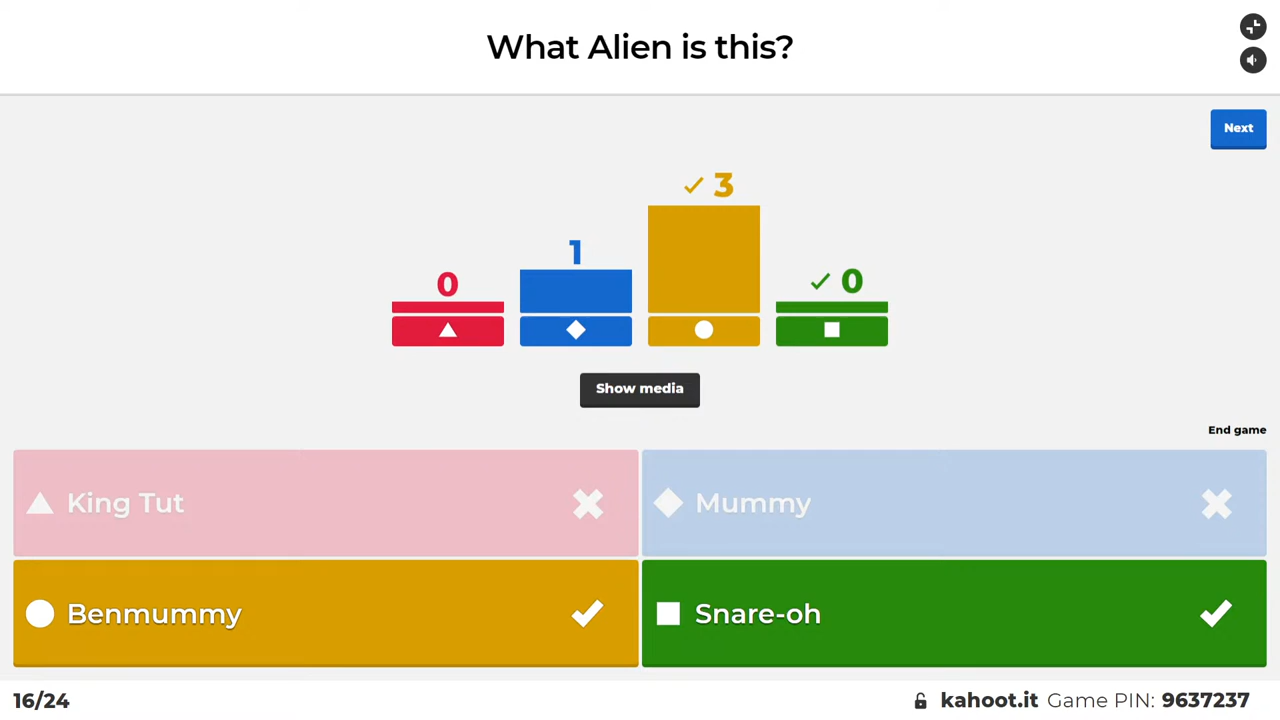 What Alien is this?
Next
3
1
0
0
Show media
End game
King Tut
Mummy
Benmummy
Snare-oh
16/24
kahoot.it Game PIN: 9637237